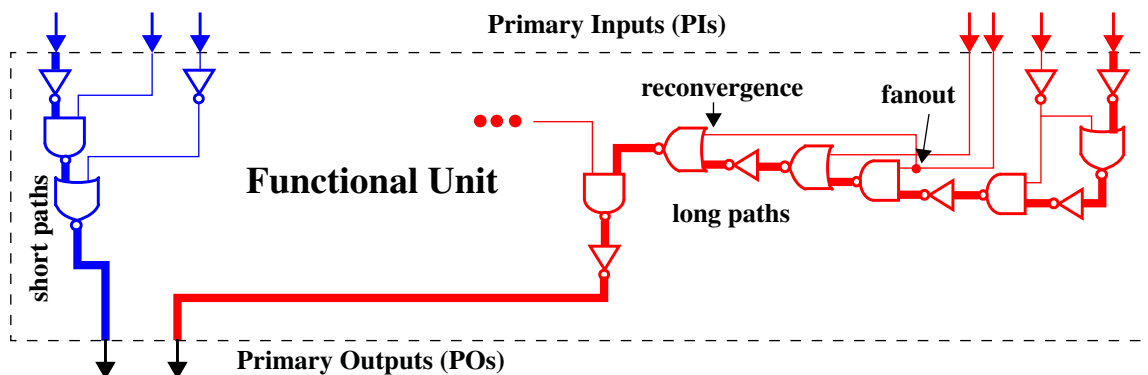 Primary Inputs (PIs)
reconvergence
fanout
Functional Unit
long paths
short paths
Primary Outputs (POs)